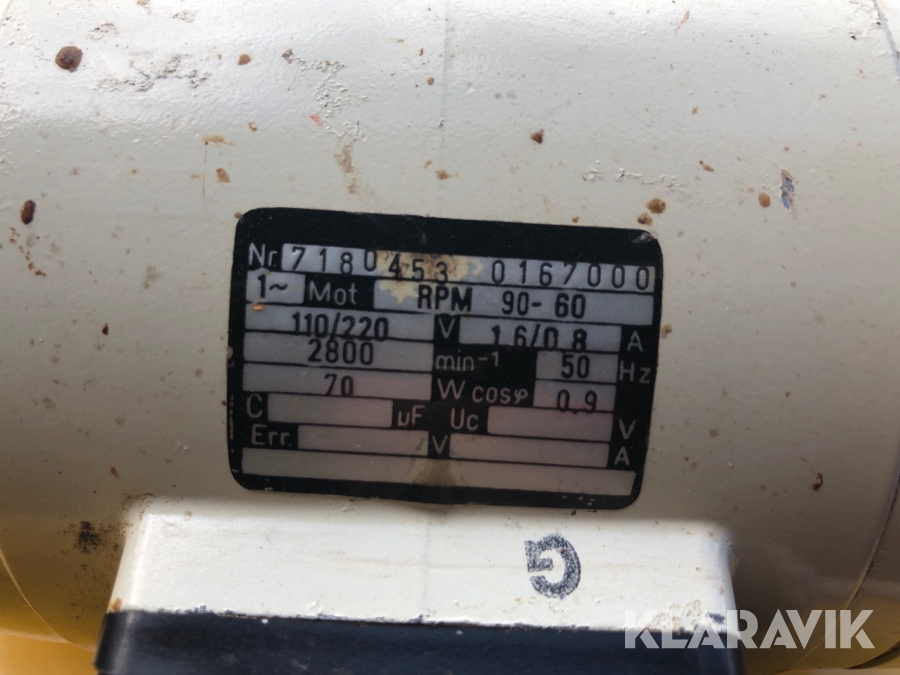 Nr. 7180453 0167000
1~ Mot RPM 90-60
110/220 V 1.6/0.8 A
2800 min-1 50 Hz
70 W cosφ 0.9
C µF Uc V
Err. V A
G
KLARAVIK